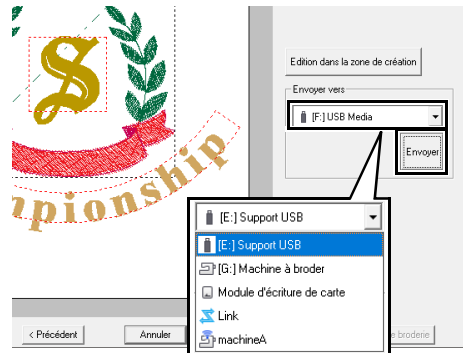 S
mpionship
Edition dans la zone de création
Envoyer vers
[F:] USB Media
Envoyer
[E:] Support USB
[E:] Support USB
[G:] Machine à broder
Module d'écriture de carte
Link
machineA
< Précédent
Annuler
e broderie